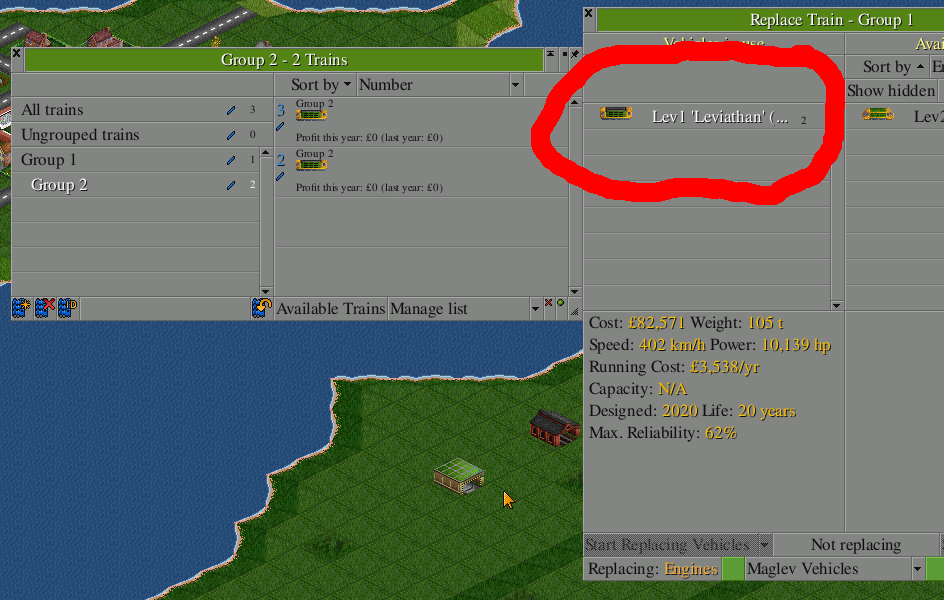 Group 2 - 2 Trains
Sort by Number
All trains 3
Ungrouped trains 0
Group 1 1
Group 2 2
3 Group 2
Profit this year: £0 (last year: £0)
2 Group 2
Profit this year: £0 (last year: £0)
Available Trains Manage list
Replace Train - Group 1
Vehicles in use
Avai
Sort by
Show hidden
Lev1 'Leviathan' (... 2
Lev2
Cost: £82,571 Weight: 105 t
Speed: 402 km/h Power: 10,139 hp
Running Cost: £3,538/yr
Capacity: N/A
Designed: 2020 Life: 20 years
Max. Reliability: 62%
Start Replacing Vehicles Not replacing
Replacing: Engines Maglev Vehicles